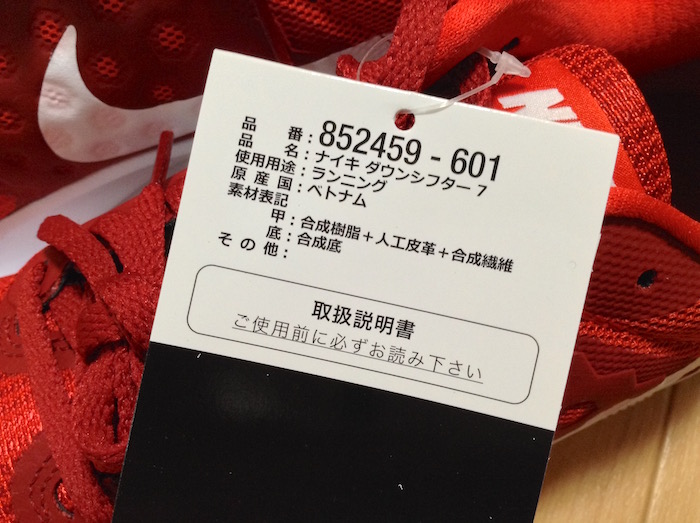 品番：852459-601
品名：ナイキ ダウンシフター 7
使用用途：ランニング
原産国：ベトナム
素材表記
甲：合成樹脂＋人工皮革＋合成繊維
底：合成底
その他：
取扱説明書
ご使用前に必ずお読み下さい